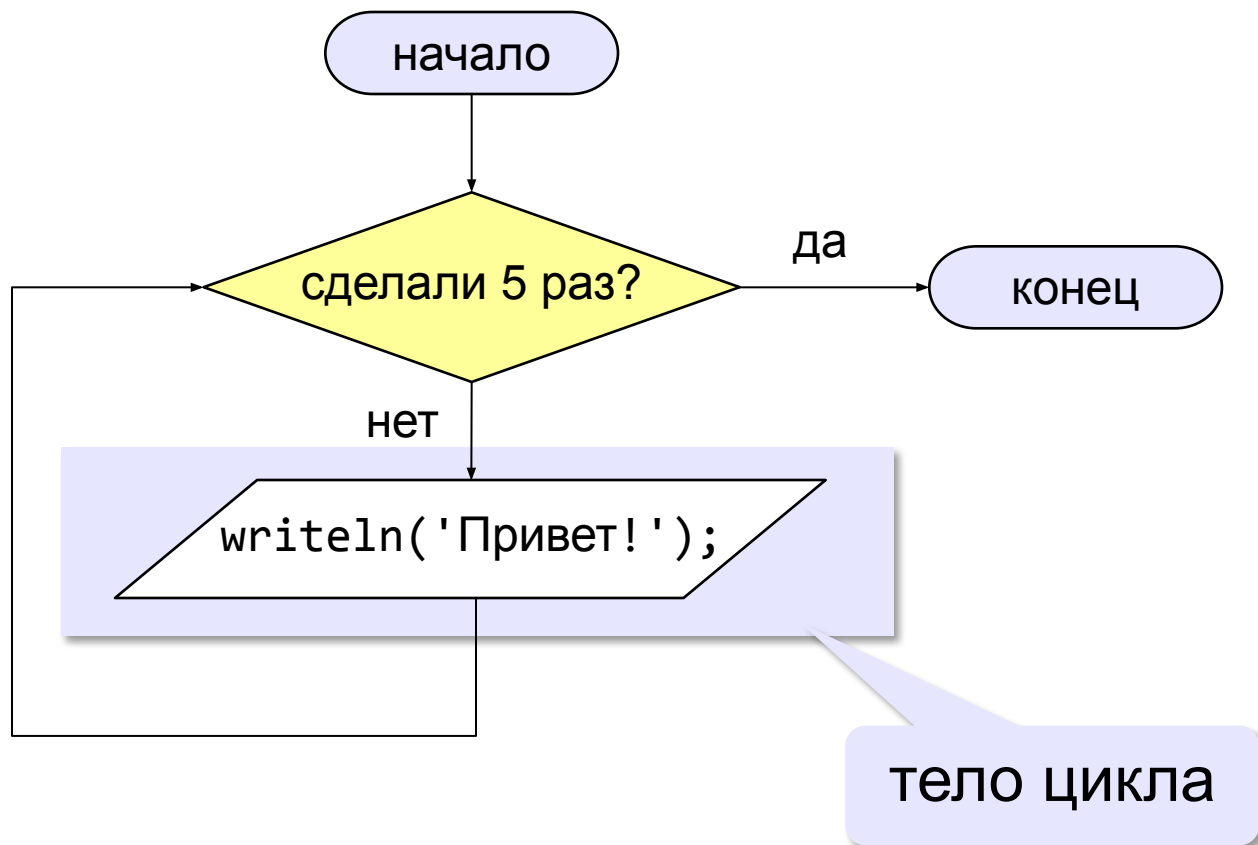 начало
сделали 5 раз?
да
конец
нет
writeln('Привет!');
тело цикла